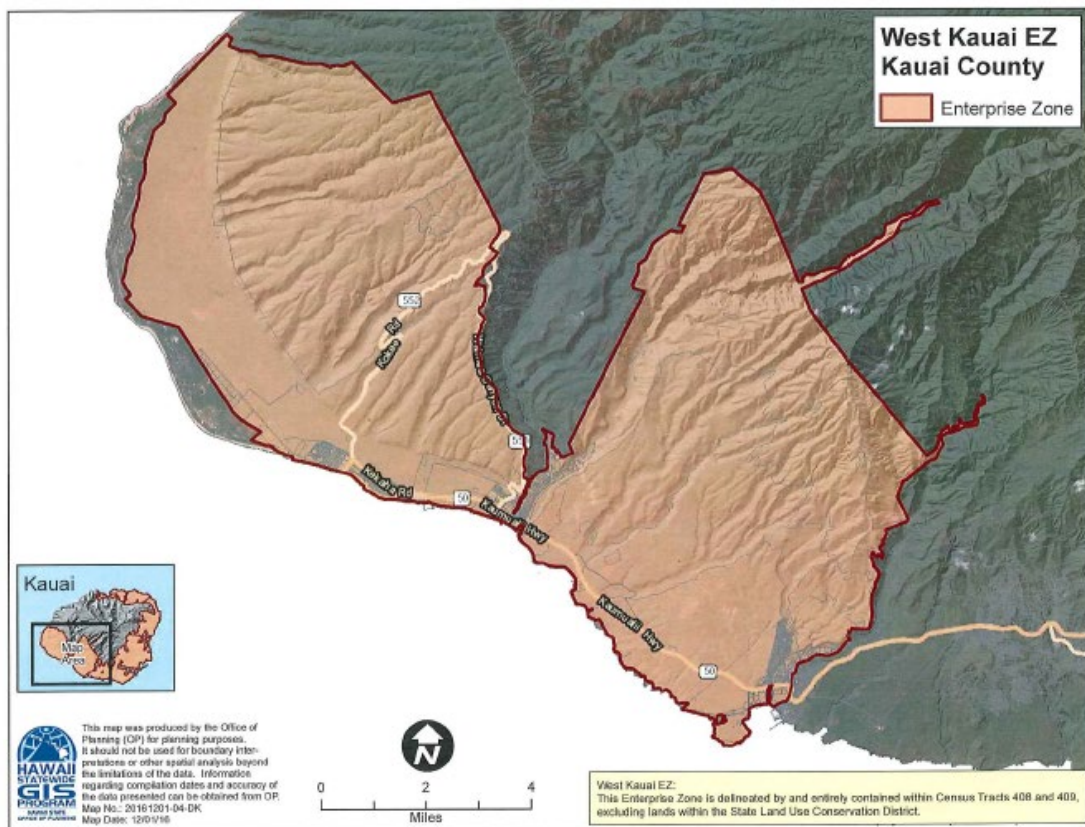 West Kauai EZ
Kauai County
Enterprise Zone
552
Kokee Rd
50
Kekaha Rd
Kaumualii Hwy
Kaumualii Hwy
50
Kauai
Map
Area
This map was produced by the Office of
Planning (OP) for planning purposes.
It should not be used for boundary inter-
pretations or other spatial analysis beyond
the limitations of the data. Information
regarding compilation dates and accuracy of
the data presented can be obtained from OP.
Map No.: 20161201-04-DK
Map Date: 12/01/16
HAWAII
STATEWIDE
GIS
PROGRAM
HAWAII STATE
OFFICE OF PLANNING
N
0 2 4
Miles
West Kauai EZ:
This Enterprise Zone is delineated by and entirely contained within Census Tracts 408 and 409,
excluding lands within the State Land Use Conservation District.